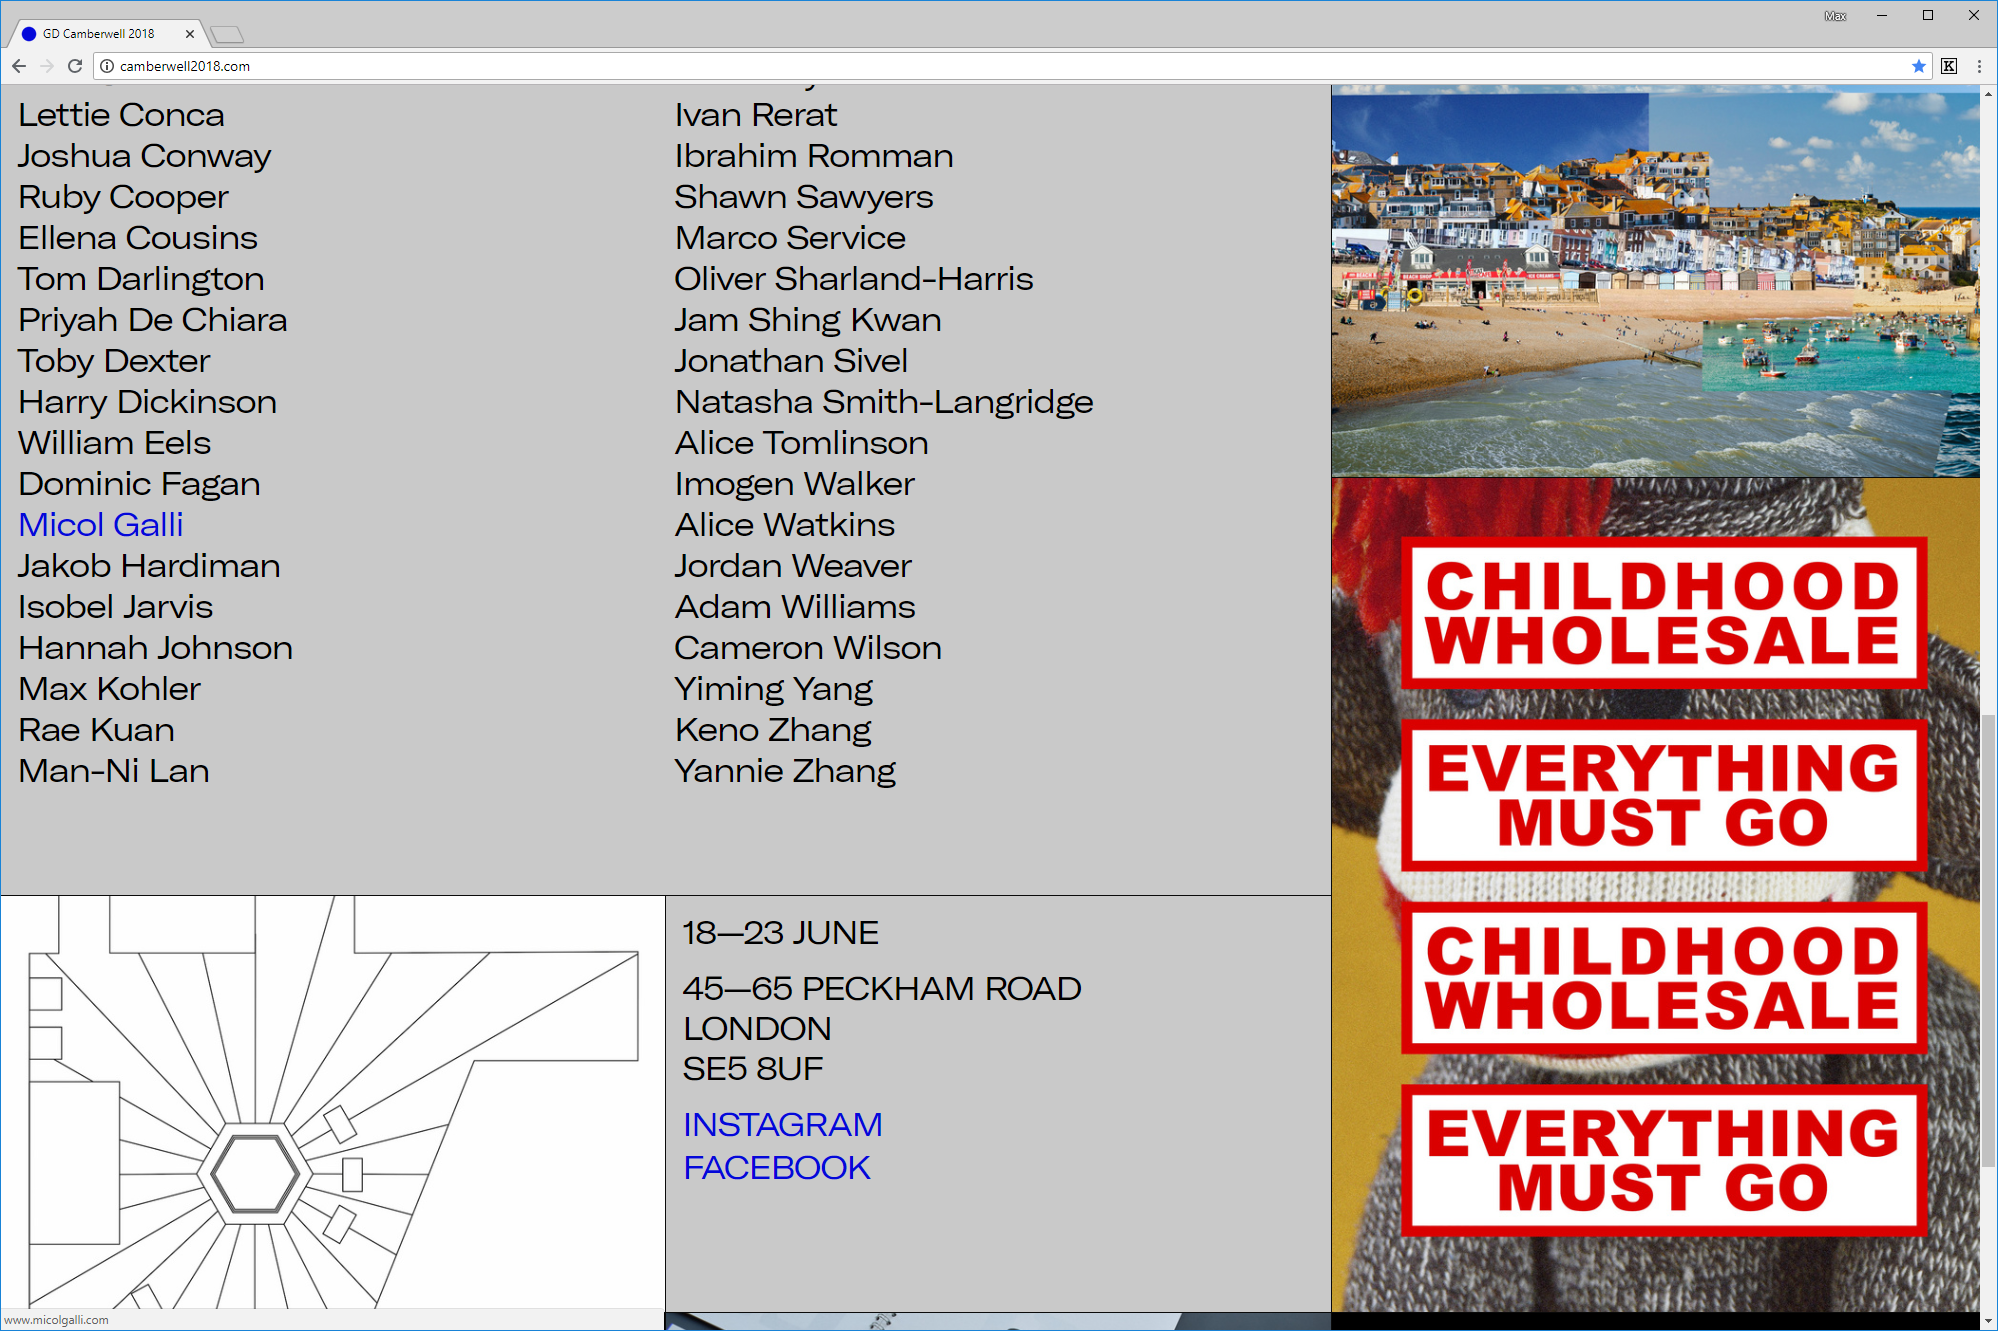 Max
GD Camberwell 2018
camberwell2018.com
K
Lettie Conca
Joshua Conway
Ruby Cooper
Ellena Cousins
Tom Darlington
Priyah De Chiara
Toby Dexter
Harry Dickinson
William Eels
Dominic Fagan
Micol Galli
Jakob Hardiman
Isobel Jarvis
Hannah Johnson
Max Kohler
Rae Kuan
Man-Ni Lan
Ivan Rerat
Ibrahim Romman
Shawn Sawyers
Marco Service
Oliver Sharland-Harris
Jam Shing Kwan
Jonathan Sivel
Natasha Smith-Langridge
Alice Tomlinson
Imogen Walker
Alice Watkins
Jordan Weaver
Adam Williams
Cameron Wilson
Yiming Yang
Keno Zhang
Yannie Zhang
BEACH SHOP
ICE CREAMS
CHILDHOOD
WHOLESALE
EVERYTHING
MUST GO
CHILDHOOD
WHOLESALE
EVERYTHING
MUST GO
18—23 JUNE
45—65 PECKHAM ROAD
LONDON
SE5 8UF
INSTAGRAM
FACEBOOK
www.micolgalli.com